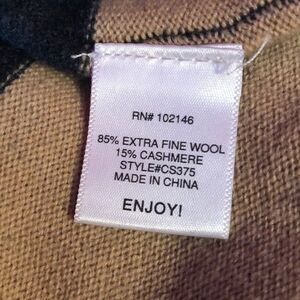 RN# 102146
85% EXTRA FINE WOOL
15% CASHMERE
STYLE#CS375
MADE IN CHINA
ENJOY!